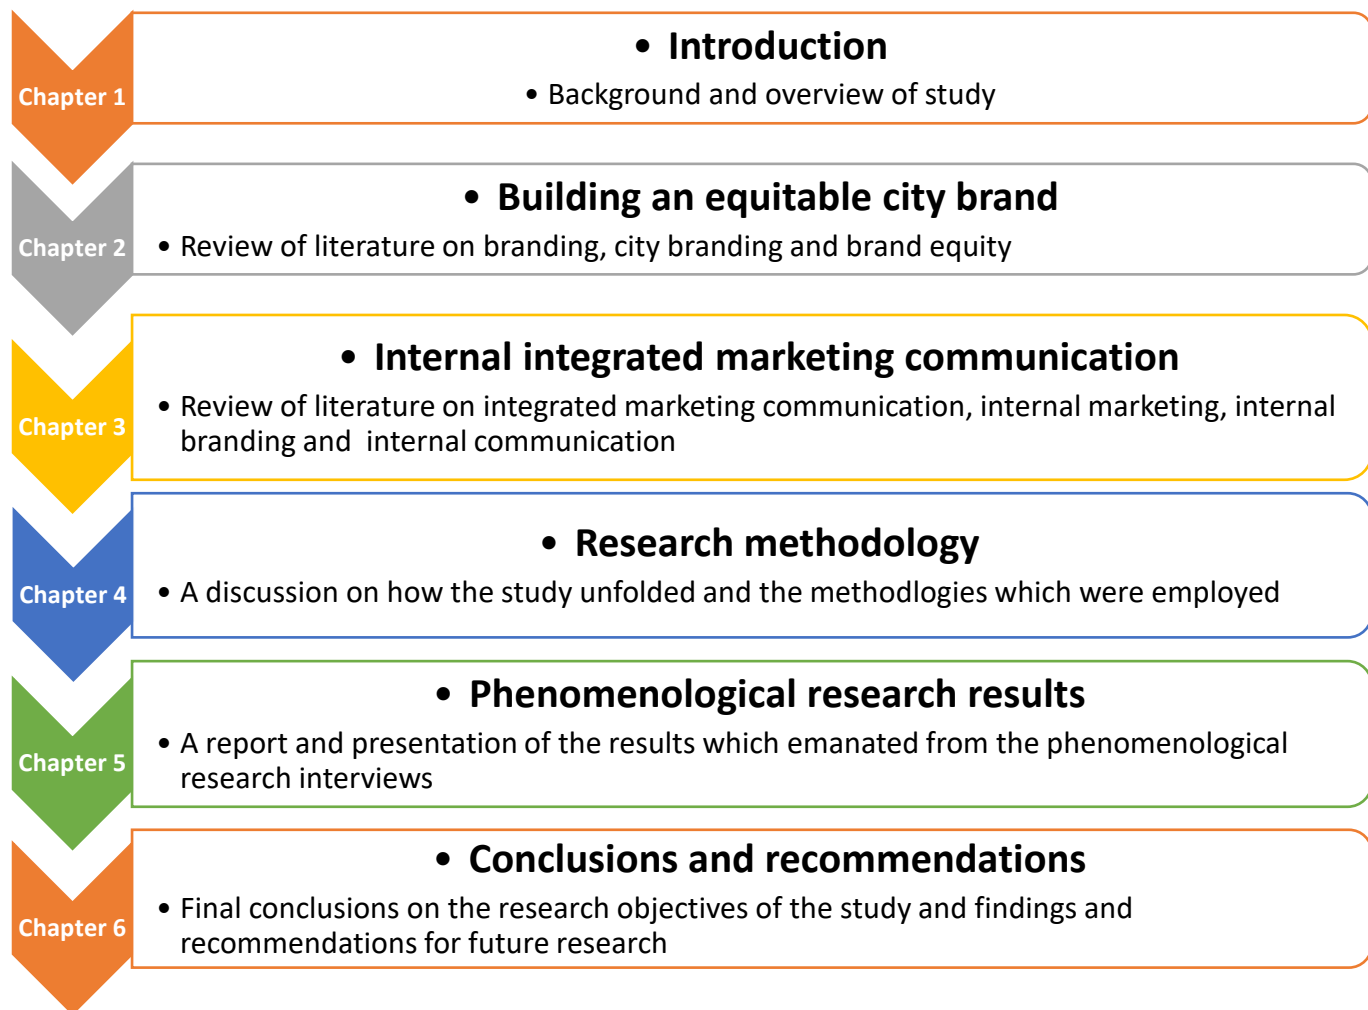 Chapter 1
• Introduction
• Background and overview of study
Chapter 2
• Building an equitable city brand
• Review of literature on branding, city branding and brand equity
Chapter 3
• Internal integrated marketing communication
• Review of literature on integrated marketing communication, internal marketing, internal
branding and  internal communication
Chapter 4
• Research methodology
• A discussion on how the study unfolded and the methodlogies which were employed
Chapter 5
• Phenomenological research results
• A report and presentation of the results which emanated from the phenomenological
research interviews
Chapter 6
• Conclusions and recommendations
• Final conclusions on the research objectives of the study and findings and
recommendations for future research